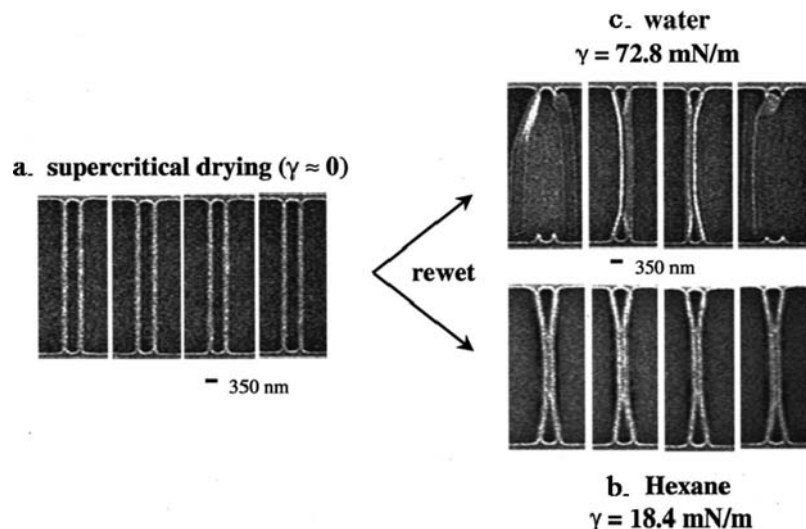 c. water
γ = 72.8 mN/m
a. supercritical drying (γ ≈ 0)
rewet
350 nm
350 nm
b. Hexane
γ = 18.4 mN/m